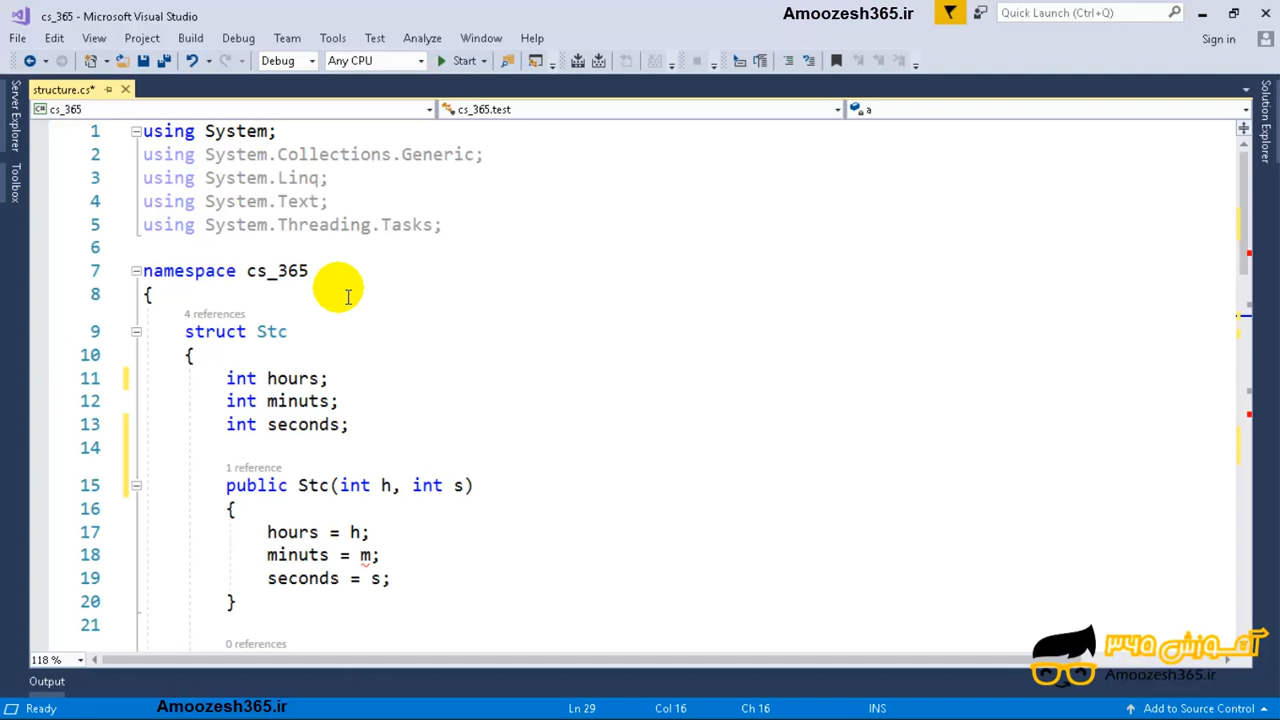 cs_365 - Microsoft Visual Studio
Amoozesh365.ir
Quick Launch (Ctrl+Q)
File Edit View Project Build Debug Team Tools Test Analyze Window Help
Sign in
Debug Any CPU Start
structure.cs*
cs_365 cs_365.test a
Server Explorer
Toolbox
Solution Explorer
1 using System;
2 using System.Collections.Generic;
3 using System.Linq;
4 using System.Text;
5 using System.Threading.Tasks;
6
7 namespace cs_365
8 {
4 references
9 struct Stc
10 {
11 int hours;
12 int minuts;
13 int seconds;
14
1 reference
15 public Stc(int h, int s)
16 {
17 hours = h;
18 minuts = m;
19 seconds = s;
20 }
21
0 references
118 %
آموزش ۳۶۵
Amoozesh365.ir
Output
Ready Amoozesh365.ir Ln 29 Col 16 Ch 16 INS Add to Source Control